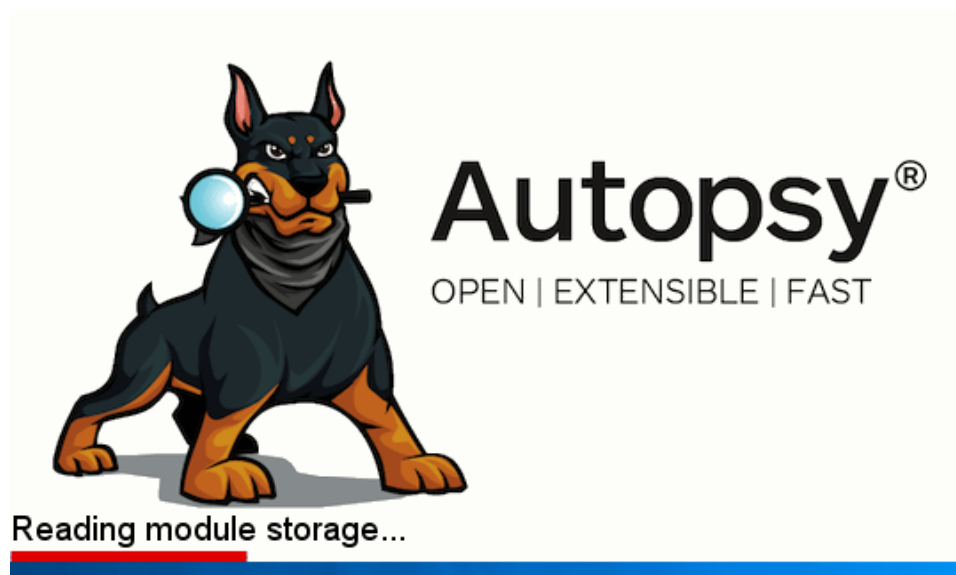 Autopsy®
OPEN | EXTENSIBLE | FAST
Reading module storage...